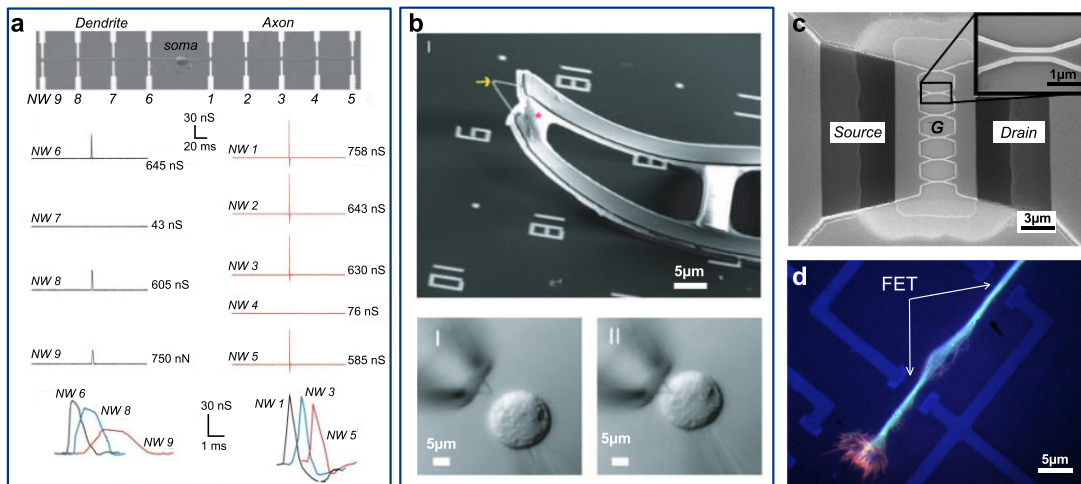 a
Dendrite
Axon
soma
NW 9 8 7 6 1 2 3 4 5
30 nS
20 ms
NW 6
645 nS
NW 7
43 nS
NW 8
605 nS
NW 9
750 nN
NW 1
758 nS
NW 2
643 nS
NW 3
630 nS
NW 4
76 nS
NW 5
585 nS
NW 6
NW 8
NW 9
30 nS
1 ms
NW 1
NW 3
NW 5
b
I
5μm
I
5μm
II
5μm
c
1μm
Source
G
Drain
3μm
d
FET
5μm